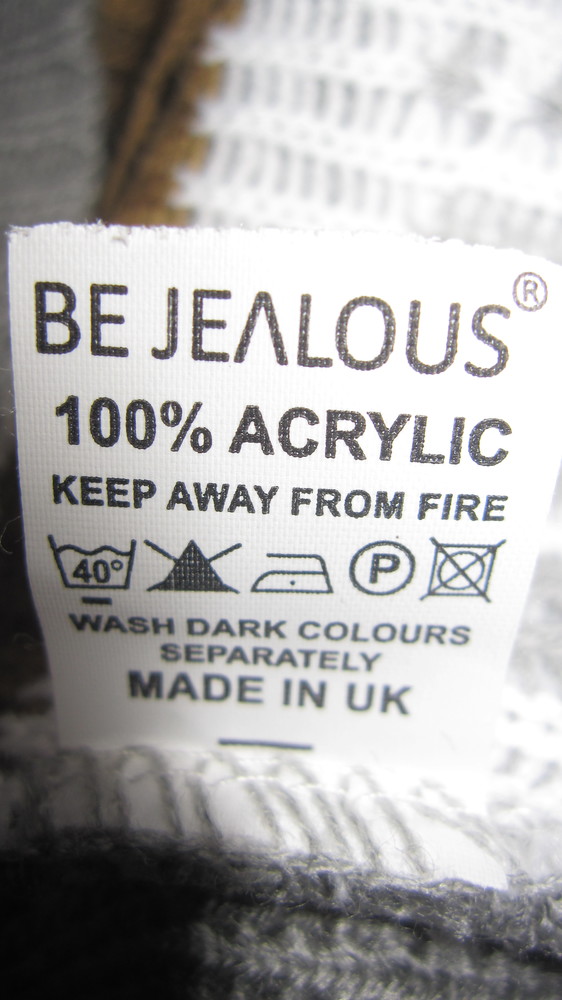 BE JEALOUS®
100% ACRYLIC
KEEP AWAY FROM FIRE
40° P
WASH DARK COLOURS
SEPARATELY
MADE IN UK